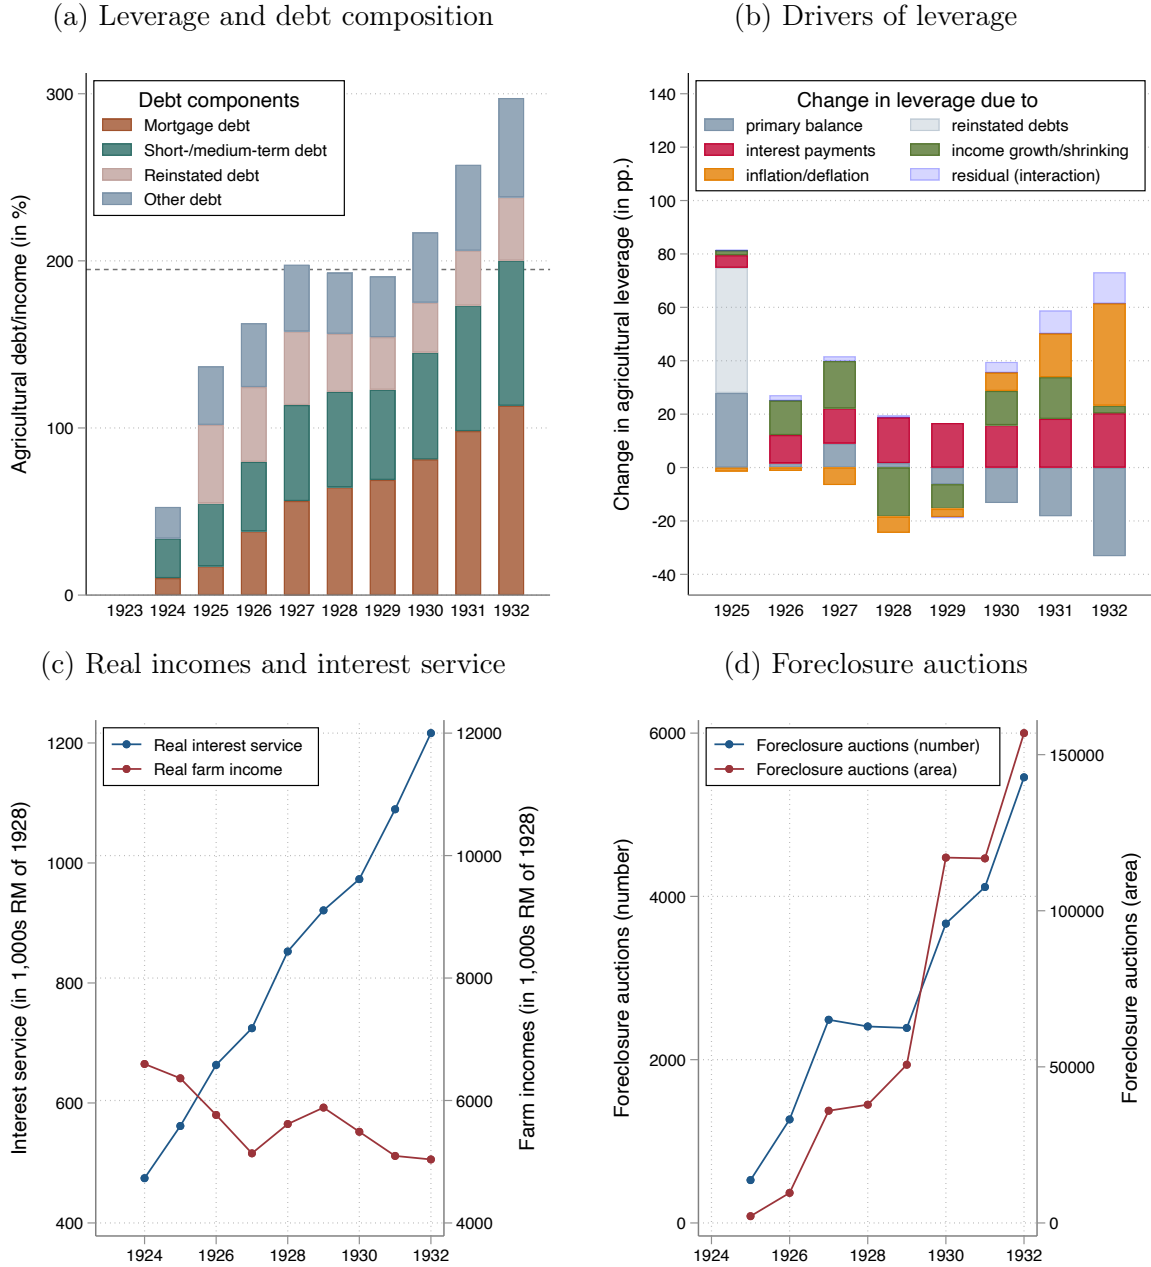 (a) Leverage and debt composition
Agricultural debt/income (in %)
300
200
100
0
Debt components
Mortgage debt
Short-/medium-term debt
Reinstated debt
Other debt
1923 1924 1925 1926 1927 1928 1929 1930 1931 1932
(b) Drivers of leverage
Change in agricultural leverage (in pp.)
140
120
100
80
60
40
20
0
-20
-40
Change in leverage due to
primary balance
reinstated debts
interest payments
income growth/shrinking
inflation/deflation
residual (interaction)
1925 1926 1927 1928 1929 1930 1931 1932
(c) Real incomes and interest service
Interest service (in 1,000s RM of 1928)
1200
1000
800
600
400
Real interest service
Real farm income
12000
10000
8000
6000
4000
Farm incomes (in 1,000s RM of 1928)
1924 1926 1928 1930 1932
(d) Foreclosure auctions
Foreclosure auctions (number)
6000
4000
2000
0
Foreclosure auctions (number)
Foreclosure auctions (area)
150000
100000
50000
0
Foreclosure auctions (area)
1924 1926 1928 1930 1932